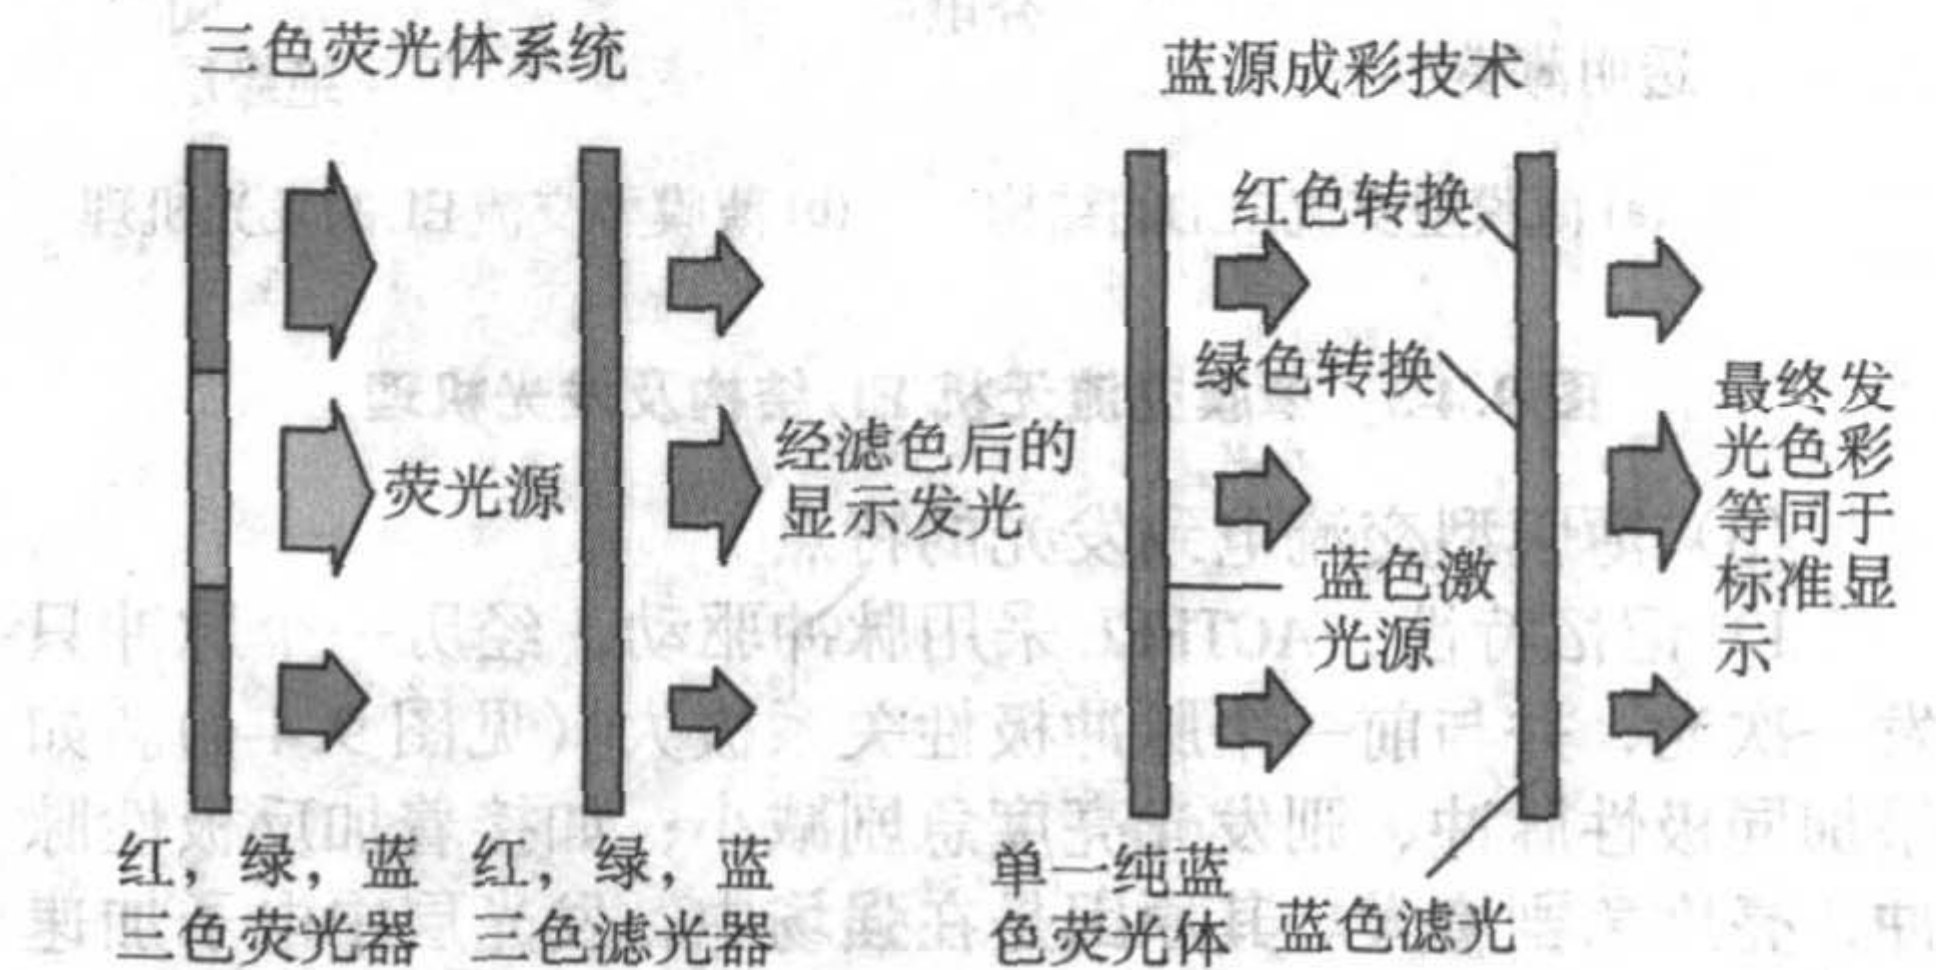 三色荧光体系统
荧光源
经滤色后的
显示发光
红，绿，蓝
三色荧光器
红，绿，蓝
三色滤光器
蓝源成彩技术
红色转换
绿色转换
蓝色激
光源
最终发
光色彩
等同于
标准显
示
单一纯蓝
色荧光体
蓝色滤光